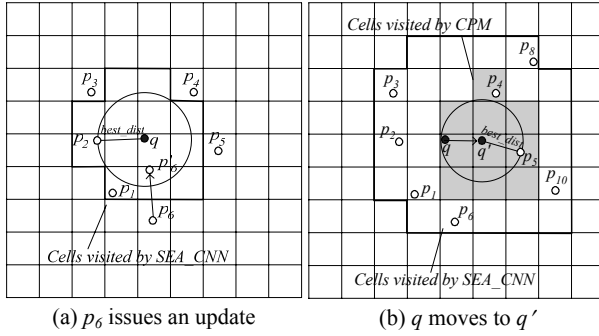 Cells visited by CPM
p8
p3
p4
best_dist
p2
q
p5
p'6
p1
p6
Cells visited by SEA_CNN
p3
p4
best_dist
p2
q
q'
p5
p1
p10
p6
Cells visited by SEA_CNN
(a) p6 issues an update
(b) q moves to q'